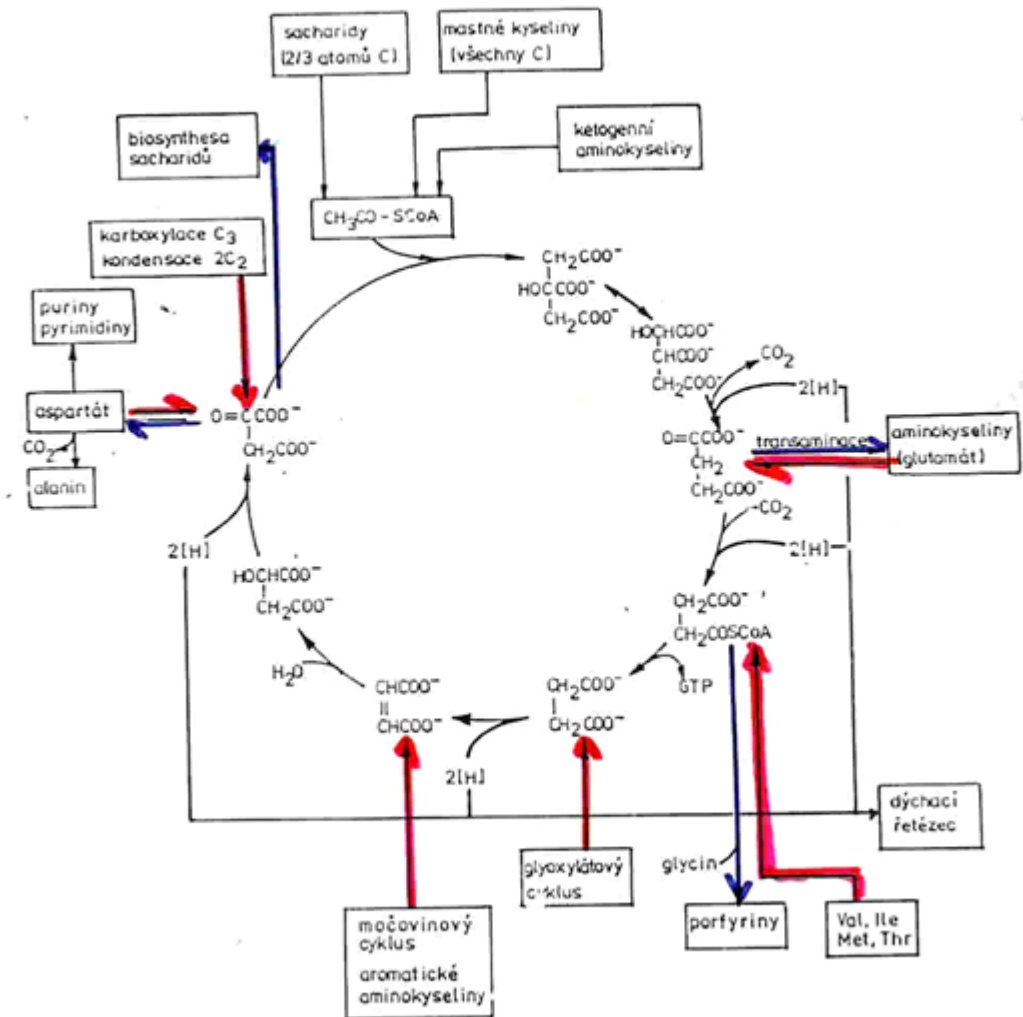 sacharidy
(2/3 atomů C)
mastné kyseliny
(všechny C)
biosynthesa
sacharidů
ketogenní
aminokyseliny
CH₃CO-SCoA
karboxylace C₃
kondensace 2C₂
CH₂COO⁻
HOCCOO⁻
CH₂COO⁻
puriny
pyrimidiny
HOCHCOO⁻
CHCOO⁻
CH₂COO⁻
CO₂
2[H]
aspartát
O=CCOO⁻
CH₂COO⁻
CO₂
alanin
O=CCOO⁻
CH₂
CH₂COO⁻
transaminace
aminokyseliny
(glutamát)
CO₂
2[H]
2[H]
HOCHCOO⁻
CH₂COO⁻
CH₂COO⁻
CH₂COSCoA
H₂O
CHCOO⁻
CHCOO⁻
CH₂COO⁻
CH₂COO⁻
GTP
2[H]
dýchací
řetězec
glyoxylátový
cyklus
glycin
močovinový
cyklus
aromatické
aminokyseliny
porfyriny
Val, Ile
Met, Thr